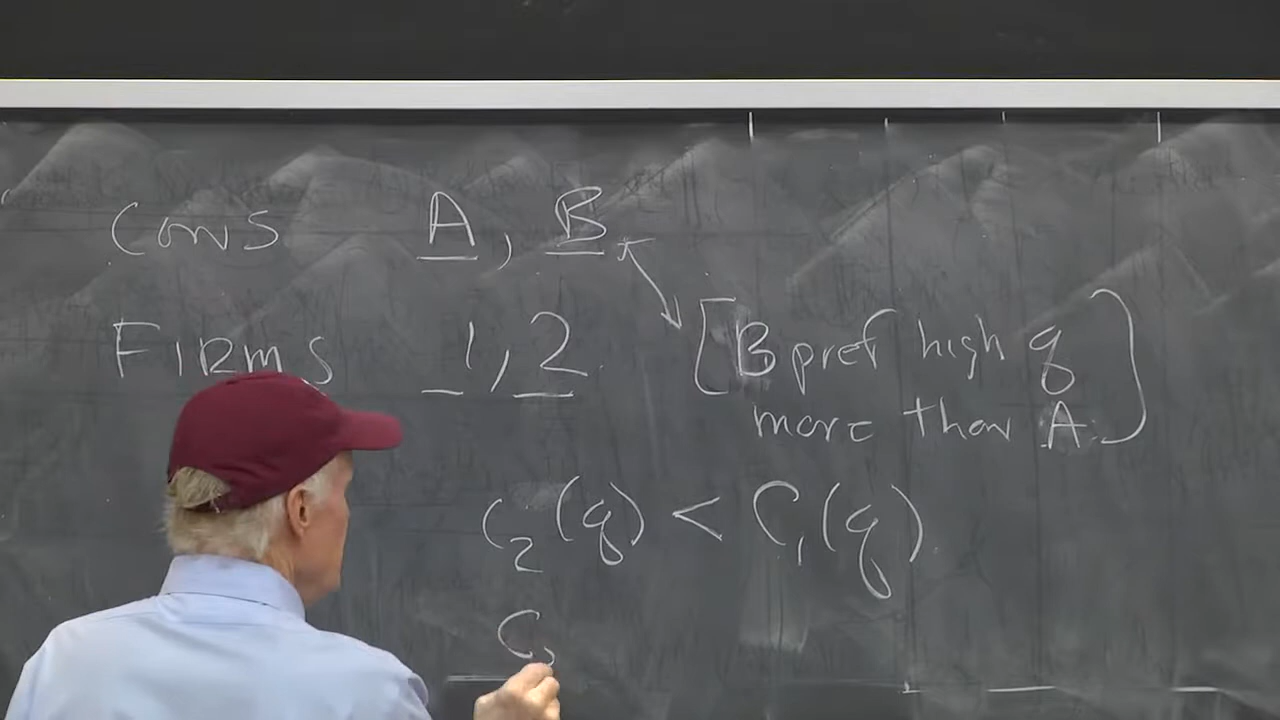 Cons A, B
Firms 1, 2
[B pref high q
more than A]
C₂(q) < C₁(q)
C